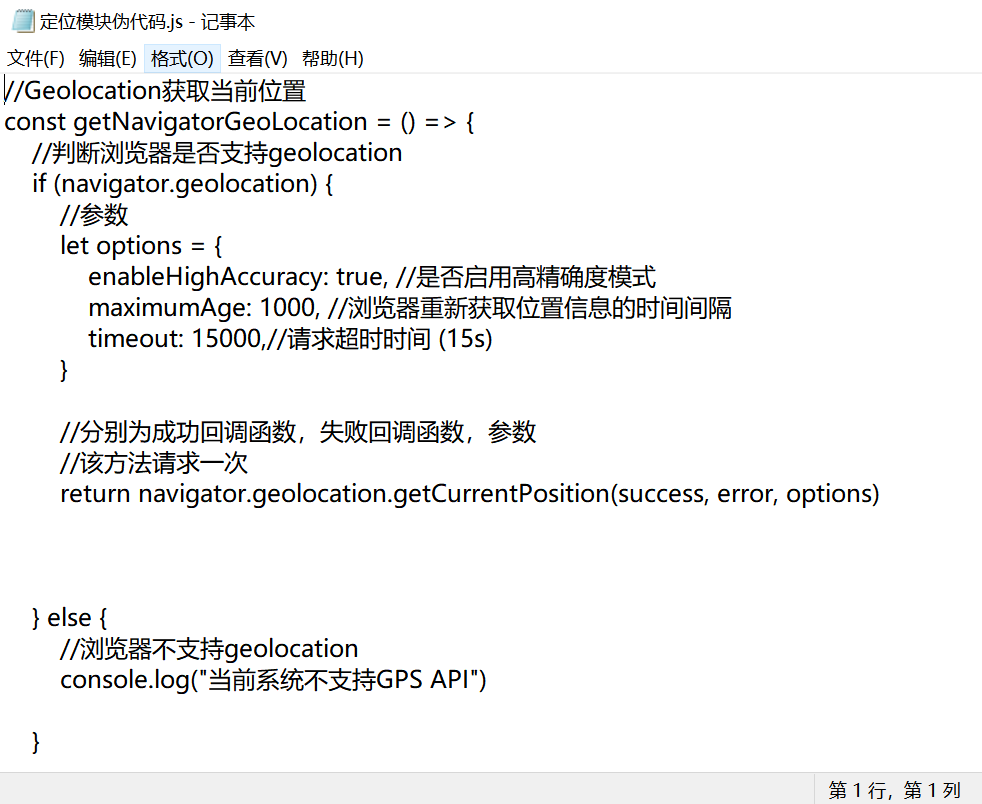 定位模块伪代码.js - 记事本
文件(F) 编辑(E) 格式(O) 查看(V) 帮助(H)
//Geolocation获取当前位置
const getNavigatorGeoLocation = () => {
//判断浏览器是否支持geolocation
if (navigator.geolocation) {
//参数
let options = {
enableHighAccuracy: true, //是否启用高精确度模式
maximumAge: 1000, //浏览器重新获取位置信息的时间间隔
timeout: 15000,//请求超时时间 (15s)
}
//分别为成功回调函数，失败回调函数，参数
//该方法请求一次
return navigator.geolocation.getCurrentPosition(success, error, options)
} else {
//浏览器不支持geolocation
console.log("当前系统不支持GPS API")
}
第 1 行，第 1 列